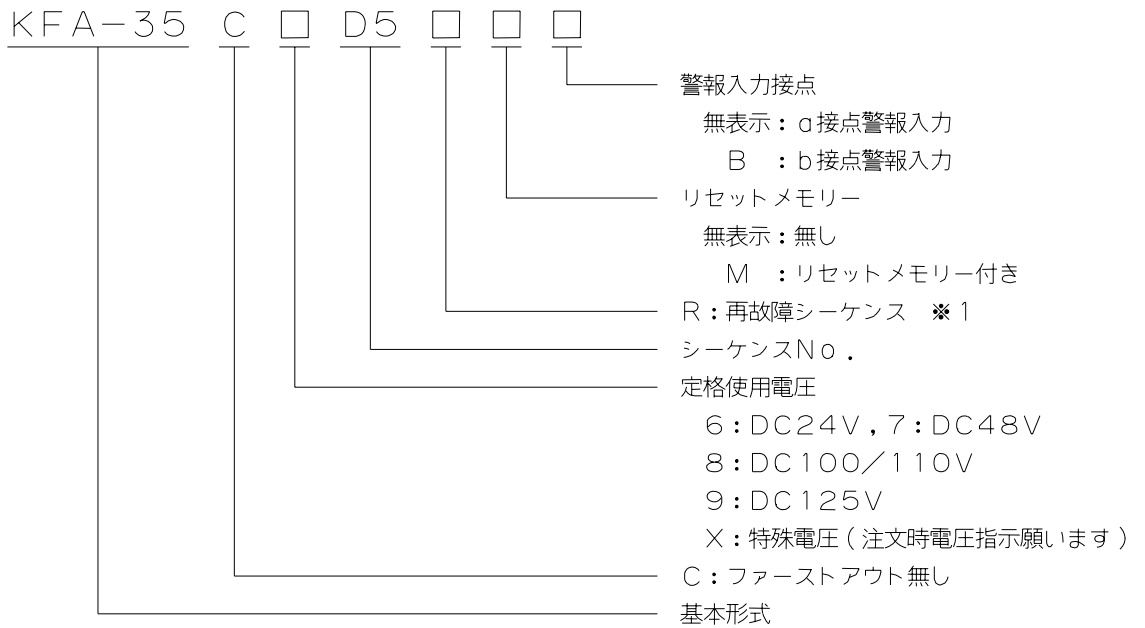 KFA-35 C □ D5 □ □ □
警報入力接点
無表示：a接点警報入力
B ：b接点警報入力
リセットメモリー
無表示：無し
M ：リセットメモリー付き
R：再故障シーケンス ※1
シーケンスNo．
定格使用電圧
6：DC24V，7：DC48V
8：DC100／110V
9：DC125V
X：特殊電圧（注文時電圧指示願います）
C：ファーストアウト無し
基本形式